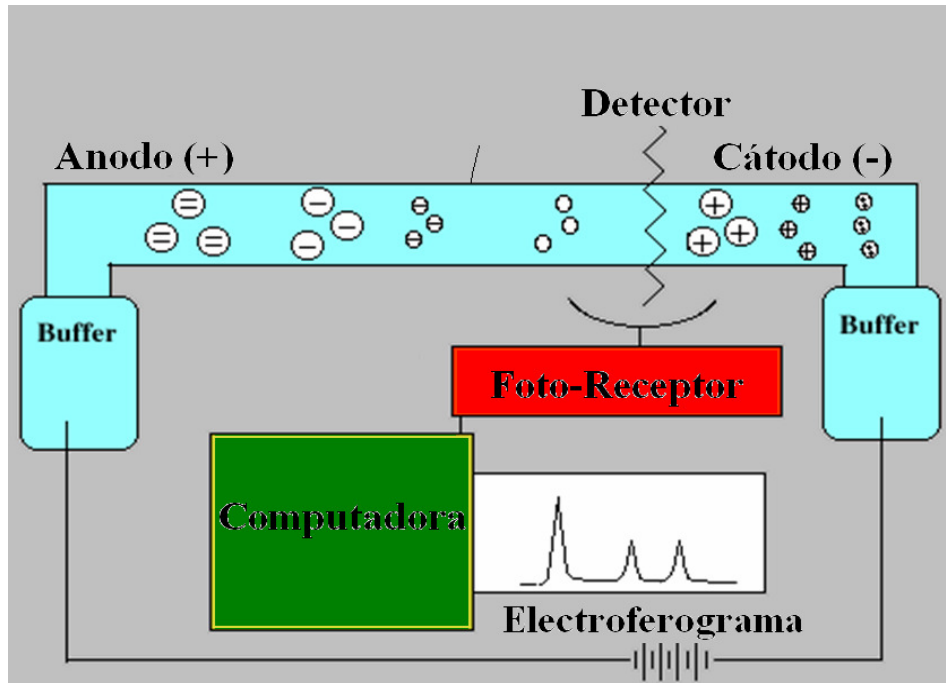 Detector
Anodo (+)
Cátodo (-)
Buffer
Buffer
Foto-Receptor
Computadora
Electroferograma